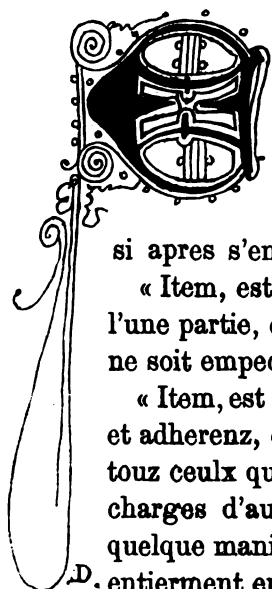 E
si apres s'en
« Item, est
l'une partie,
ne soit empec
« Item, est
et adherenz,
touz ceulx qu
charges d'au
quelque mani
D.
entierment en